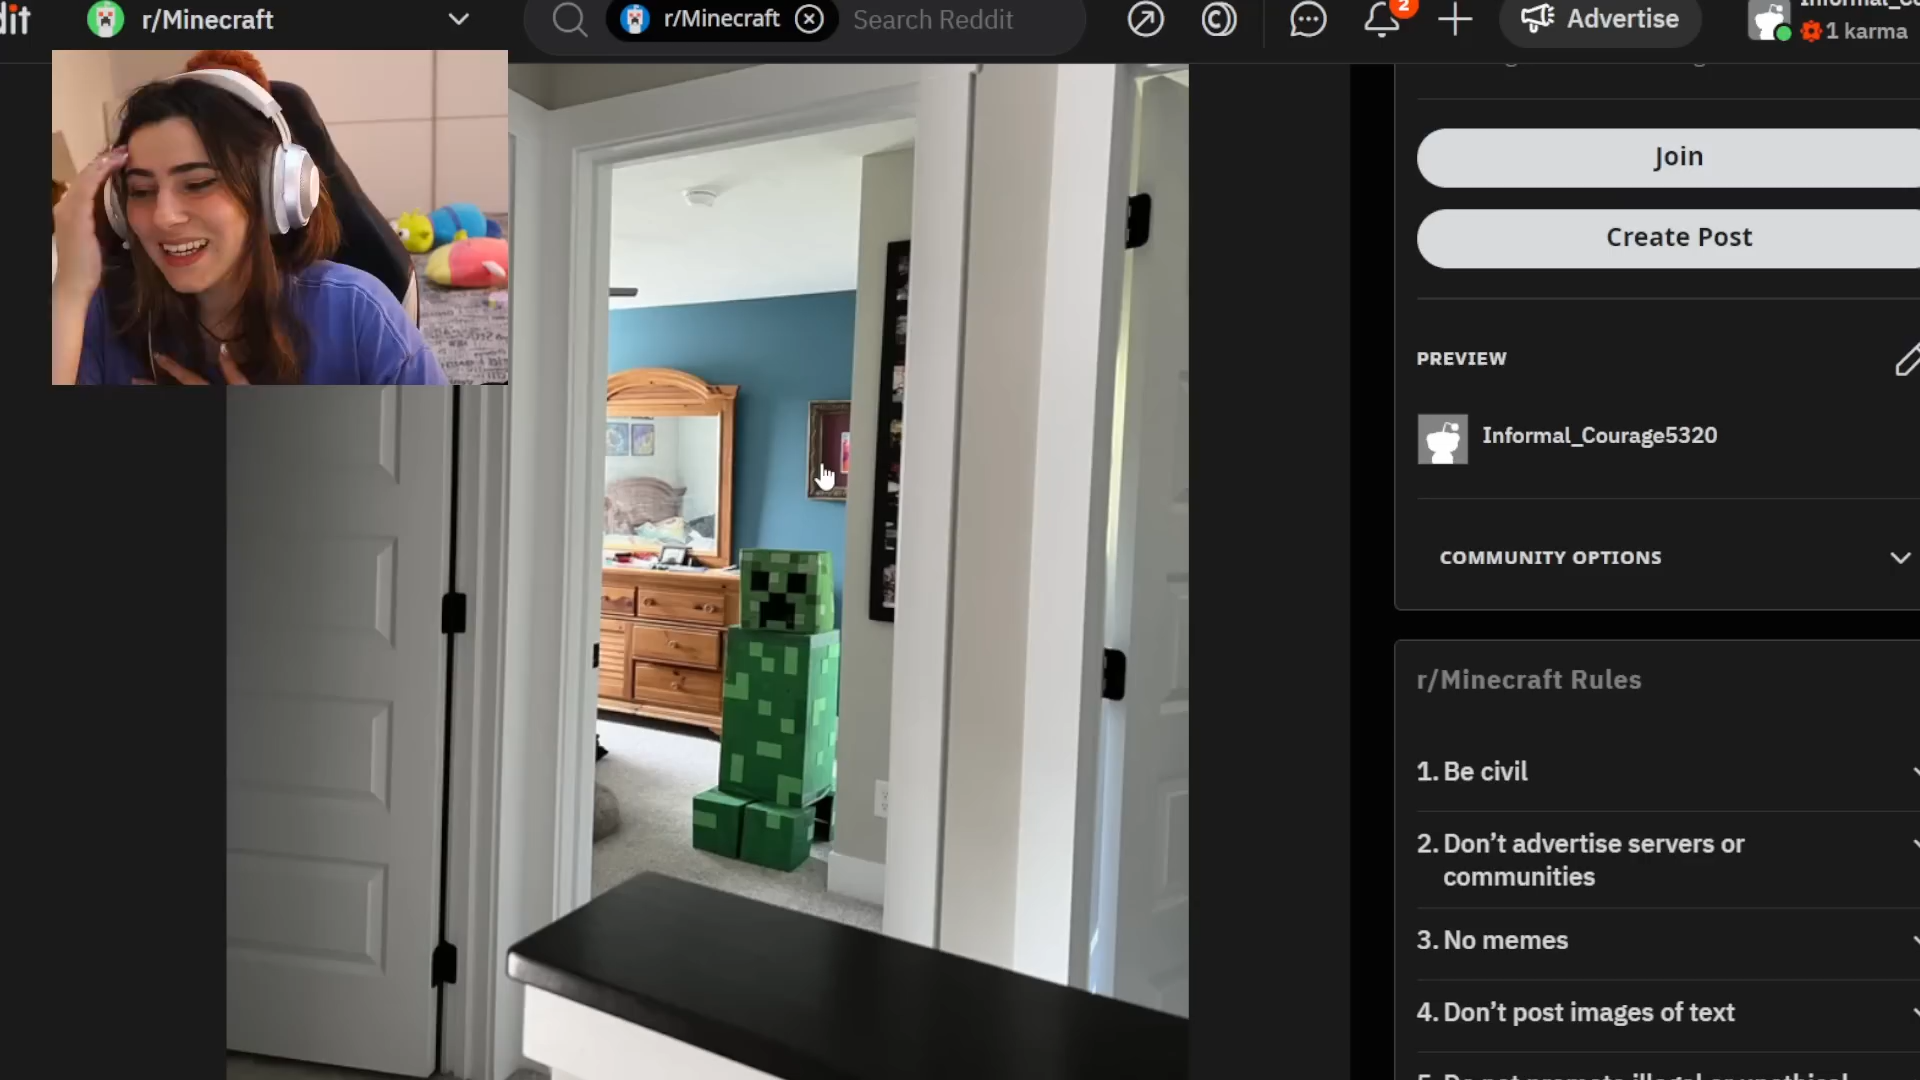 dit
r/Minecraft
r/Minecraft
Search Reddit
2
Advertise
1 karma
Join
Create Post
PREVIEW
Informal_Courage5320
COMMUNITY OPTIONS
r/Minecraft Rules
1. Be civil
2. Don’t advertise servers or
communities
3. No memes
4. Don’t post images of text